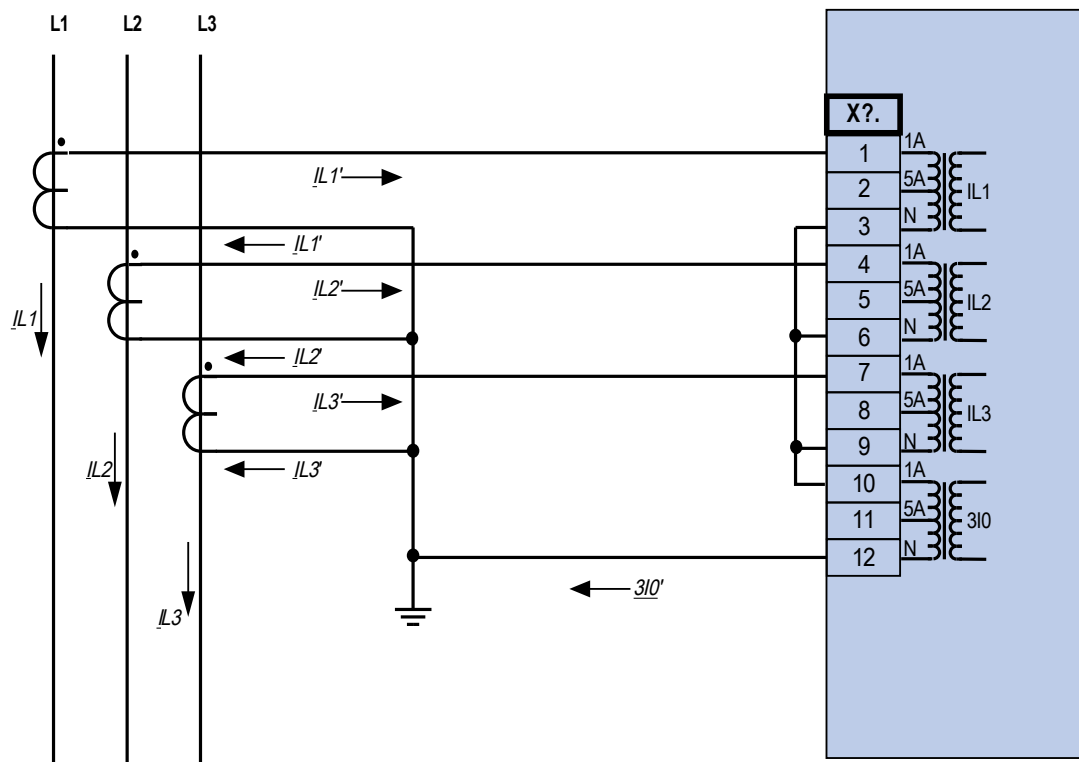 L1 L2 L3
X?.
1 1A
IL1'
2 5A IL1
3 N
IL1'
4 1A
IL2'
5 5A IL2
IL1
6 N
IL2'
7 1A
IL3'
8 5A IL3
9 N
IL2
IL3'
10 1A
11 5A 3I0
12 N
3I0'
IL3